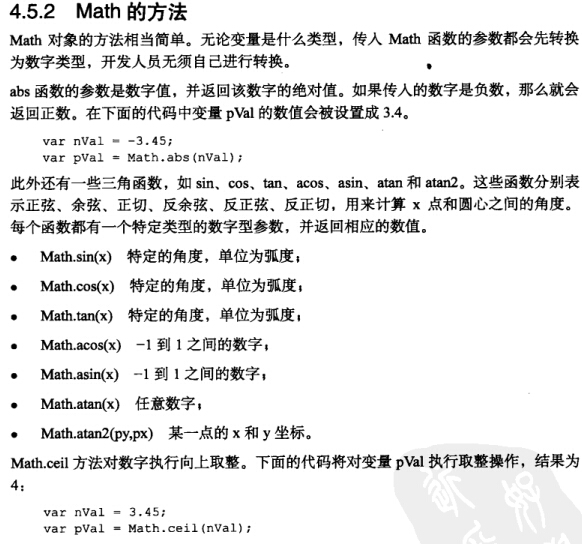 4.5.2 Math 的方法
Math 对象的方法相当简单。无论变量是什么类型，传入 Math 函数的参数都会先转换
为数字类型，开发人员无须自己进行转换。
abs 函数的参数是数字值，并返回该数字的绝对值。如果传入的数字是负数，那么就会
返回正数。在下面的代码中变量 pVal 的数值会被设置成 3.4。
var nVal = -3.45;
var pVal = Math.abs(nVal);
此外还有一些三角函数，如 sin、cos、tan、acos、asin、atan 和 atan2。这些函数分别表
示正弦、余弦、正切、反余弦、反正弦、反正切，用来计算 x 点和圆心之间的角度。
每个函数都有一个特定类型的数字型参数，并返回相应的数值。
• Math.sin(x) 特定的角度，单位为弧度；
• Math.cos(x) 特定的角度，单位为弧度；
• Math.tan(x) 特定的角度，单位为弧度；
• Math.acos(x) -1 到 1 之间的数字；
• Math.asin(x) -1 到 1 之间的数字；
• Math.atan(x) 任意数字；
• Math.atan2(py,px) 某一点的 x 和 y 坐标。
Math.ceil 方法对数字执行向上取整。下面的代码将对变量 pVal 执行取整操作，结果为
4：
var nVal = 3.45;
var pVal = Math.ceil(nVal);